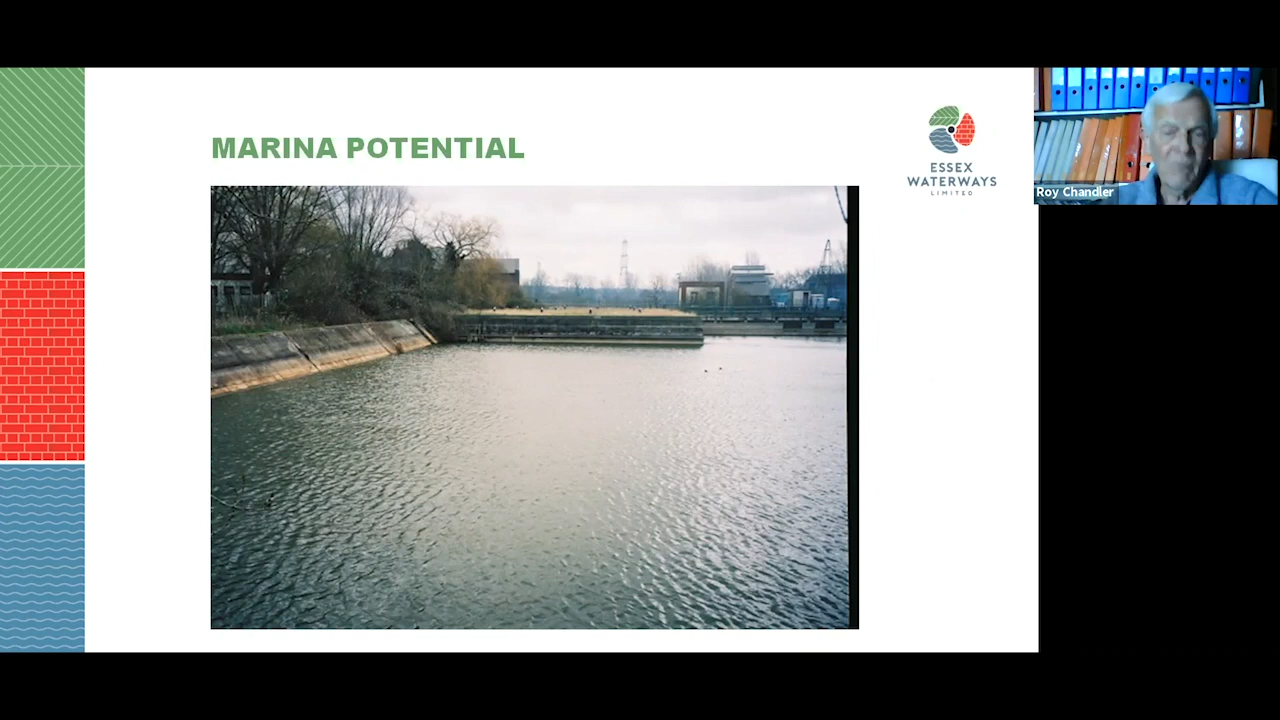 MARINA POTENTIAL
ESSEX
WATERWAYS
LIMITED
Roy Chandler